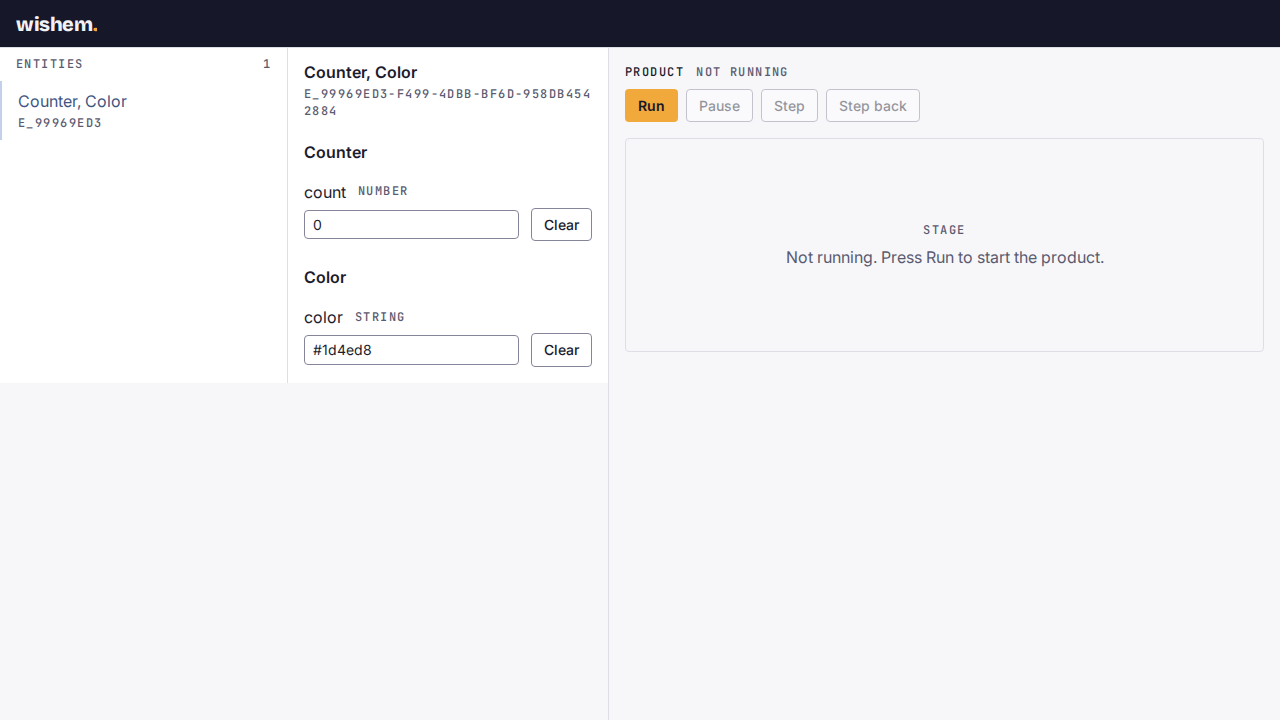 wishem.
ENTITIES 1
Counter, Color
E_99969ED3
Counter, Color
E_99969ED3-F499-4DBB-BF6D-958DB454
2884
Counter
count NUMBER
0 Clear
Color
color STRING
#1d4ed8 Clear
PRODUCT NOT RUNNING
Run Pause Step Step back
STAGE
Not running. Press Run to start the product.